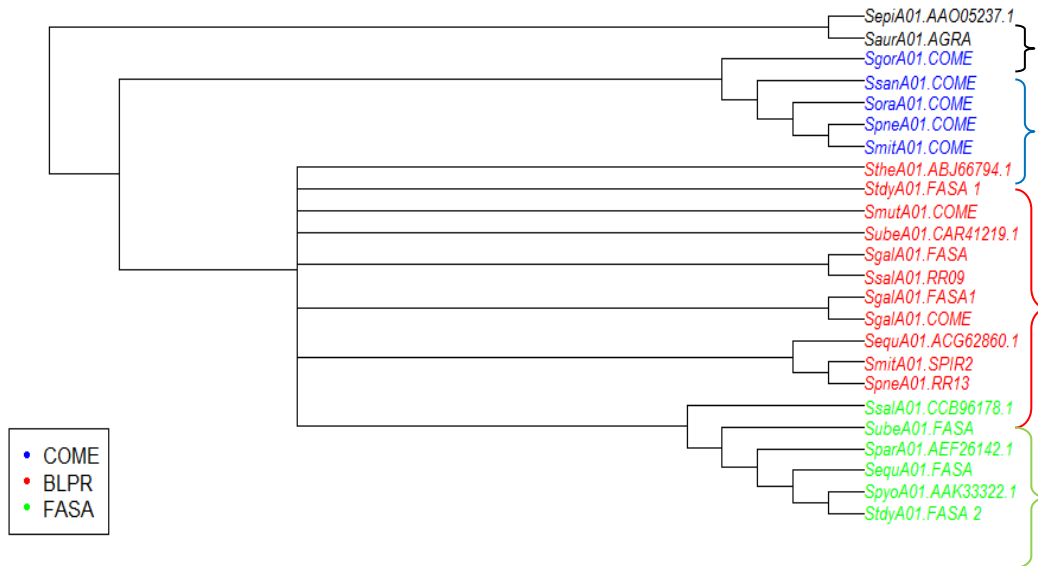 SepiA01.AAO05237.1
SaurA01.AGRA
SgorA01.COME
SsanA01.COME
SoraA01.COME
SpneA01.COME
SmitA01.COME
StheA01.ABJ66794.1
StdyA01.FASA 1
SmutA01.COME
SubeA01.CAR41219.1
SgalA01.FASA
SsalA01.RR09
SgalA01.FASA1
SgalA01.COME
SequA01.ACG62860.1
SmitA01.SPIR2
SpneA01.RR13
SsalA01.CCB96178.1
SubeA01.FASA
SparA01.AEF26142.1
SequA01.FASA
SpyoA01.AAK33322.1
StdyA01.FASA 2
COME
BLPR
FASA